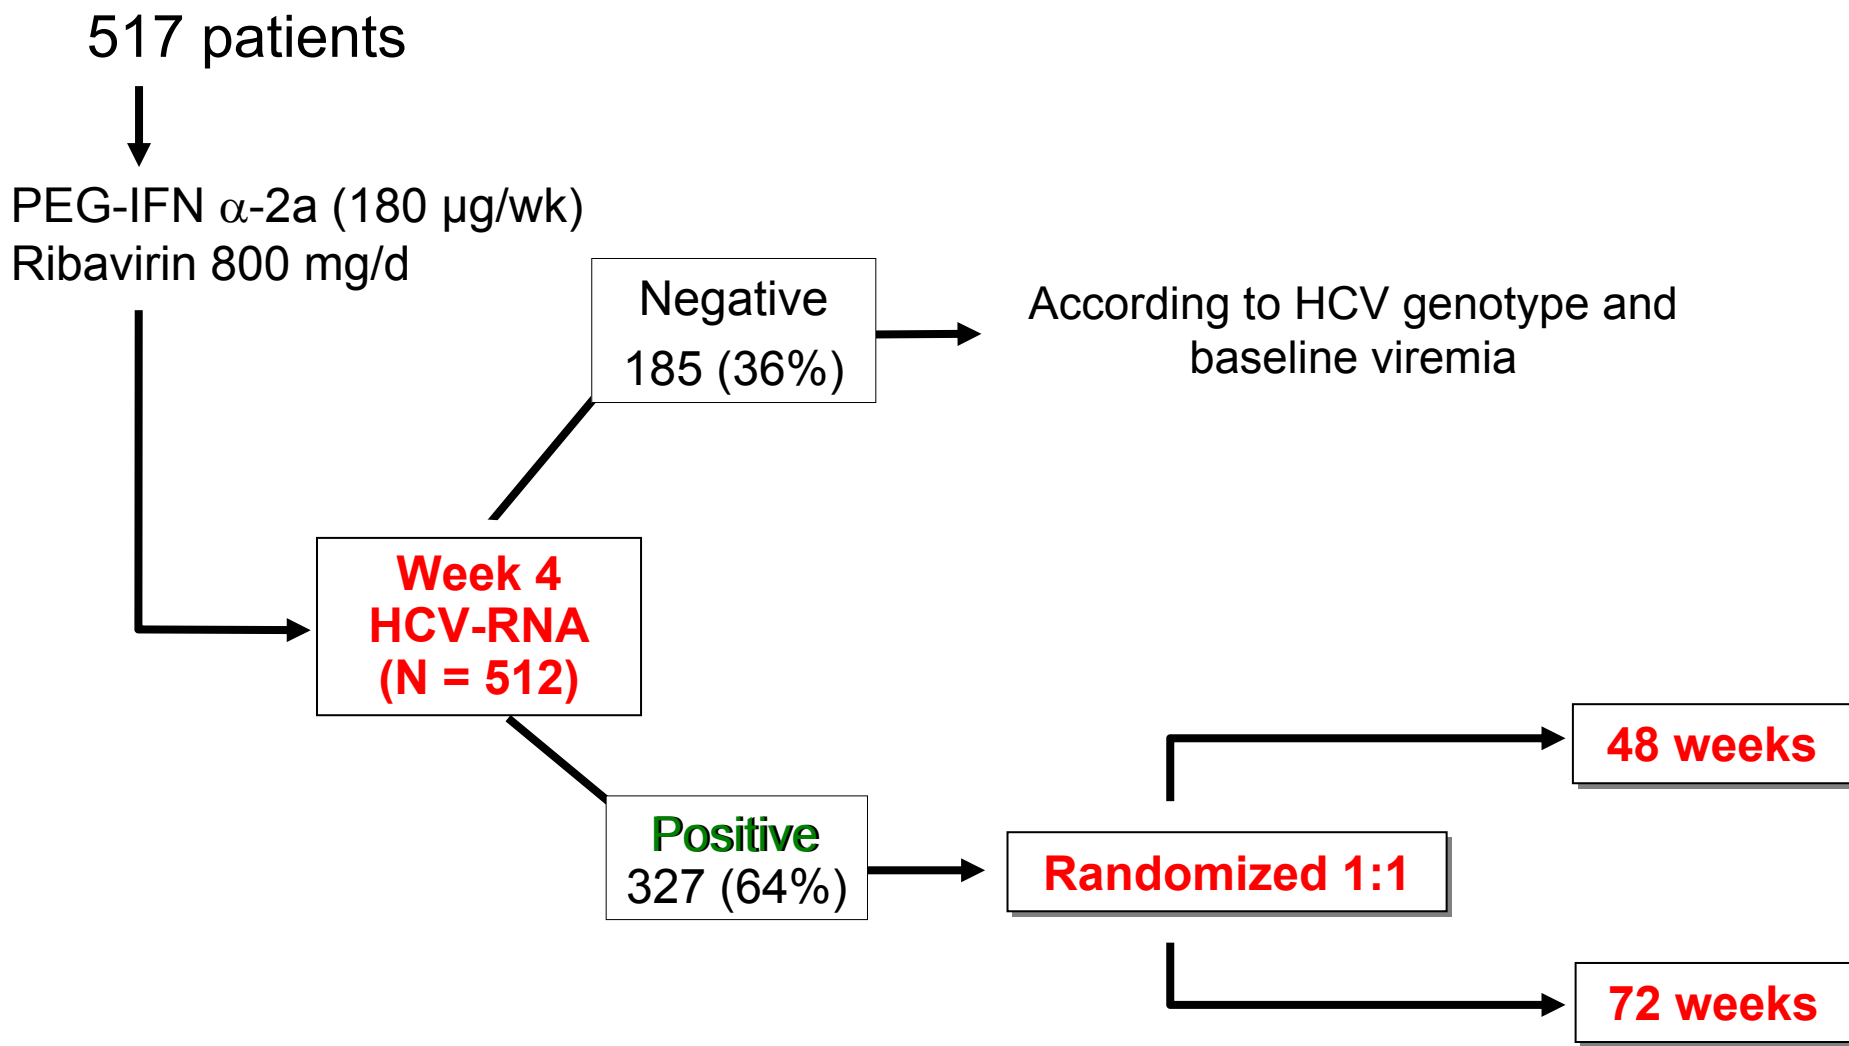 517 patients
PEG-IFN α-2a (180 µg/wk)
Ribavirin 800 mg/d
Negative
185 (36%)
According to HCV genotype and
baseline viremia
Week 4
HCV-RNA
(N = 512)
Positive
327 (64%)
Randomized 1:1
48 weeks
72 weeks